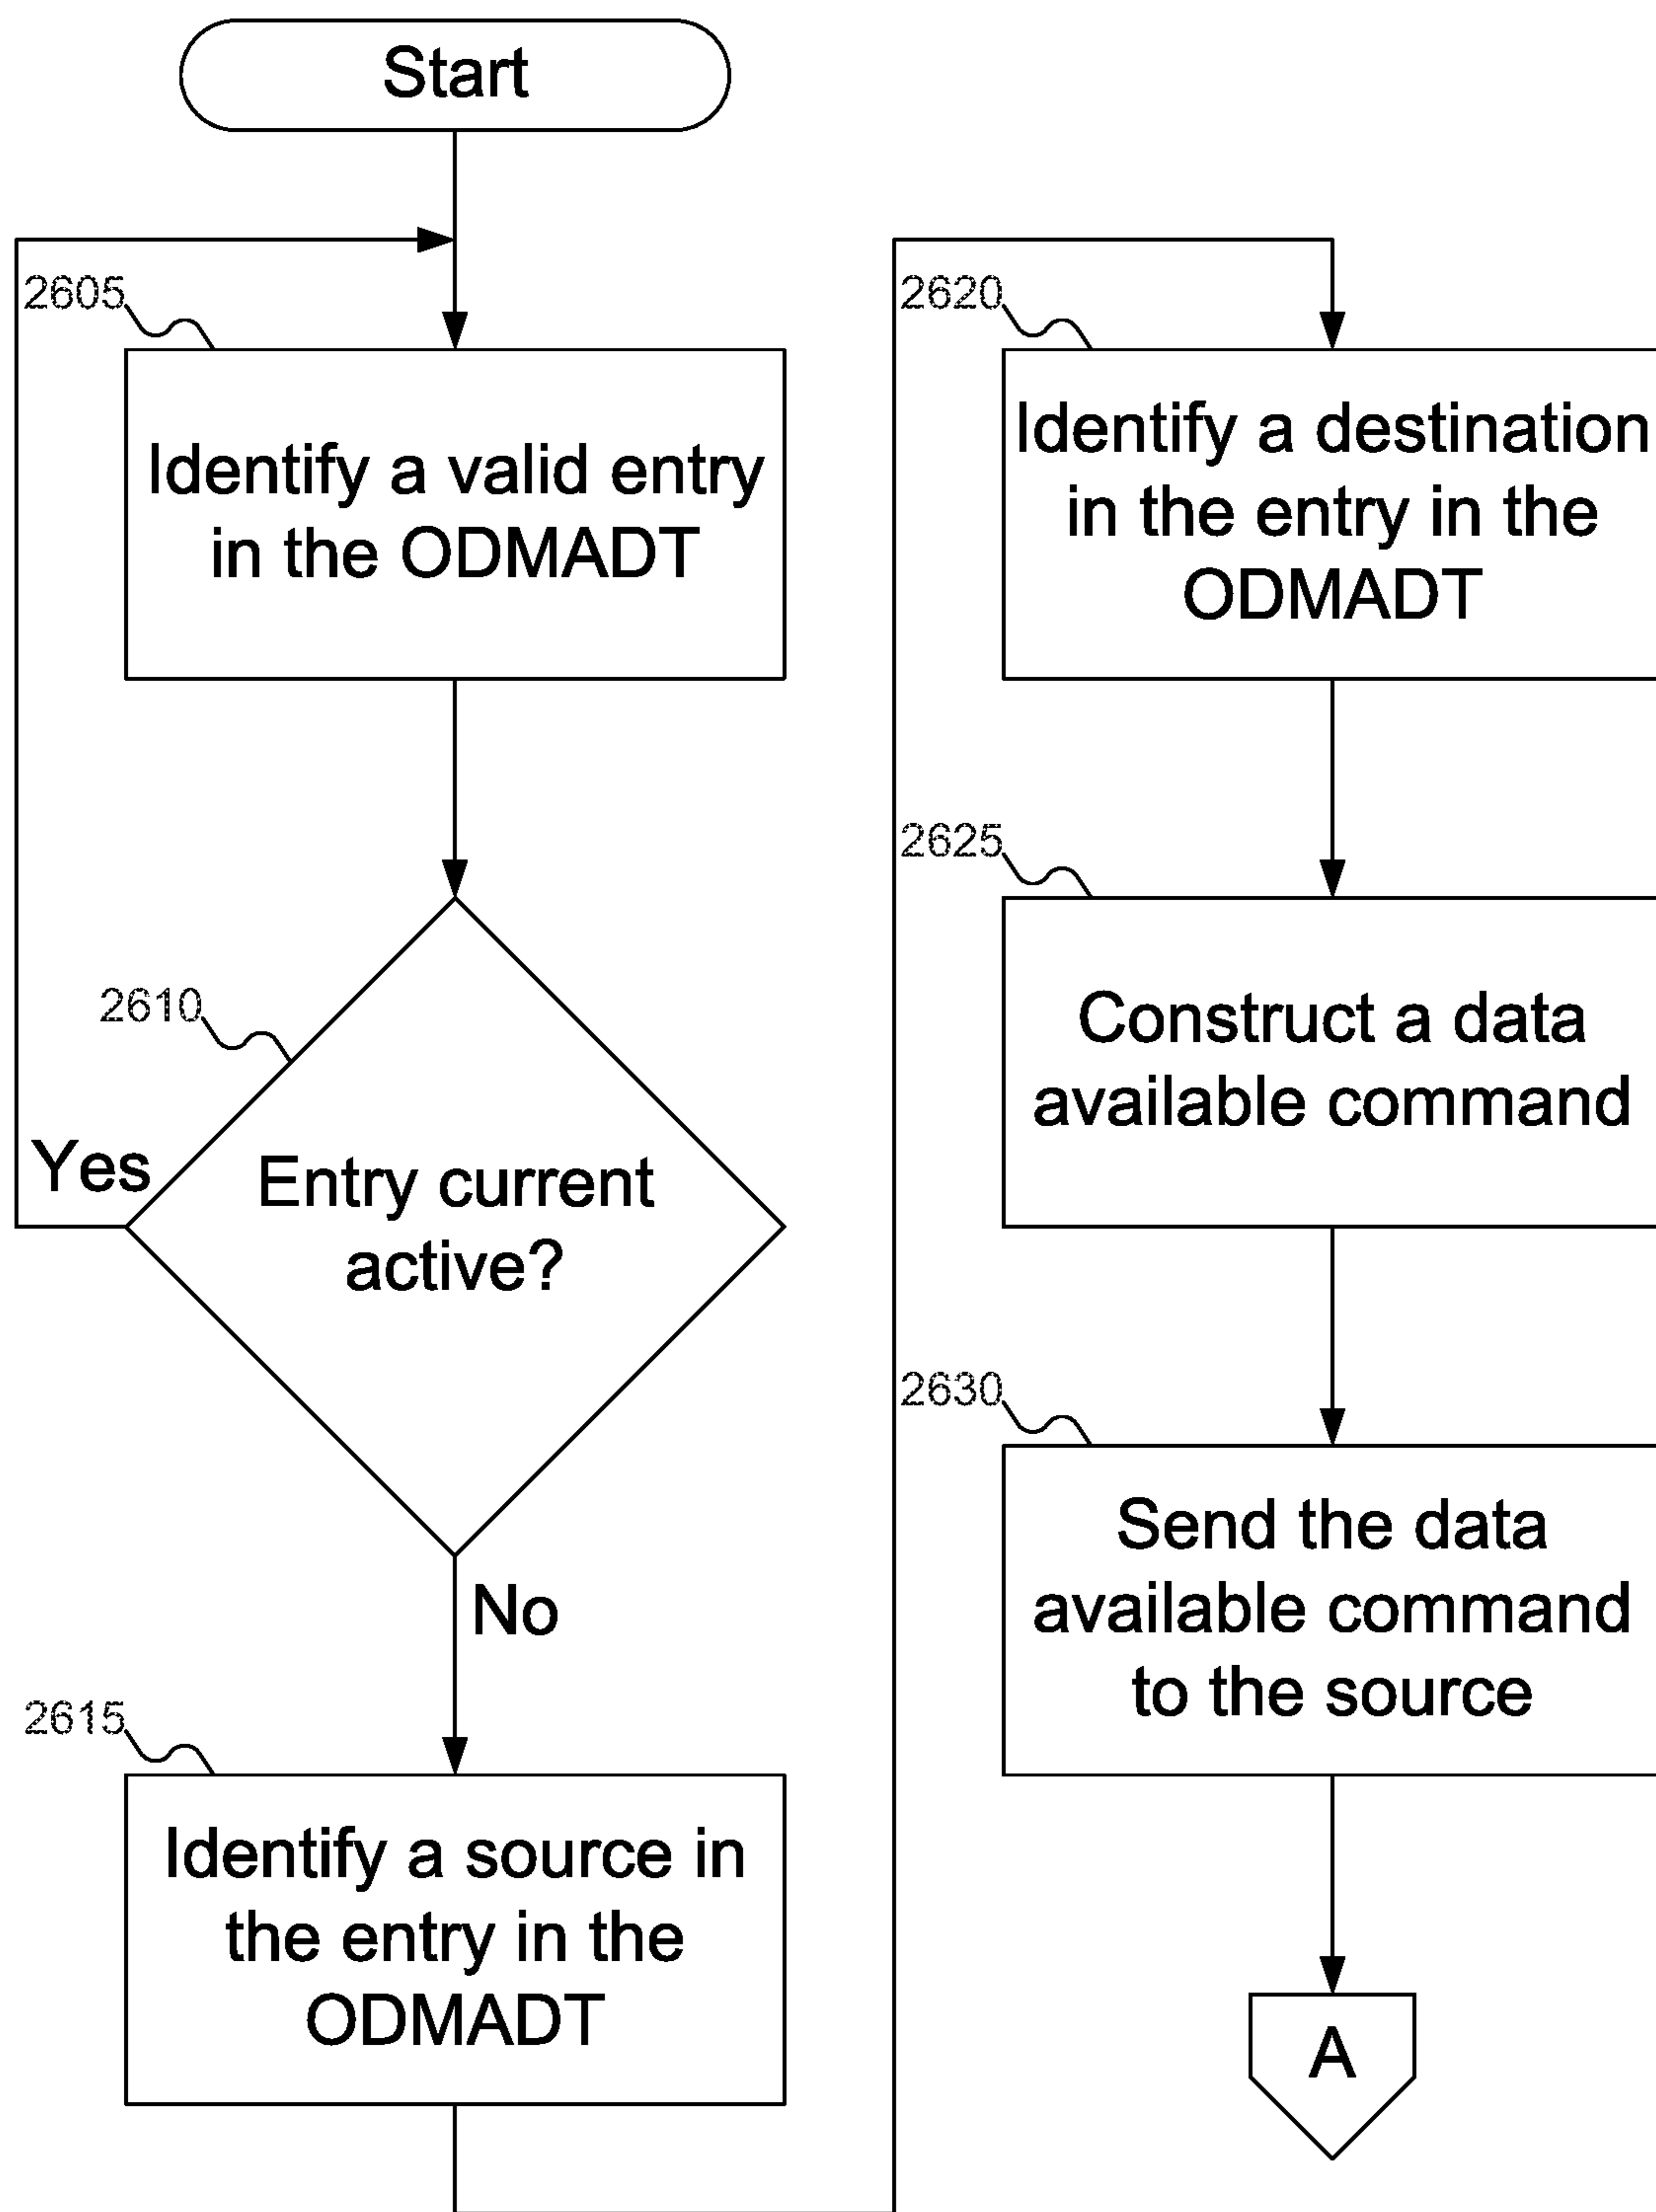 Start
2605
Identify a valid entry
in the ODMADT
2610
Yes
Entry current
active?
No
2615
Identify a source in
the entry in the
ODMADT
2620
Identify a destination
in the entry in the
ODMADT
2625
Construct a data
available command
2630
Send the data
available command
to the source
A